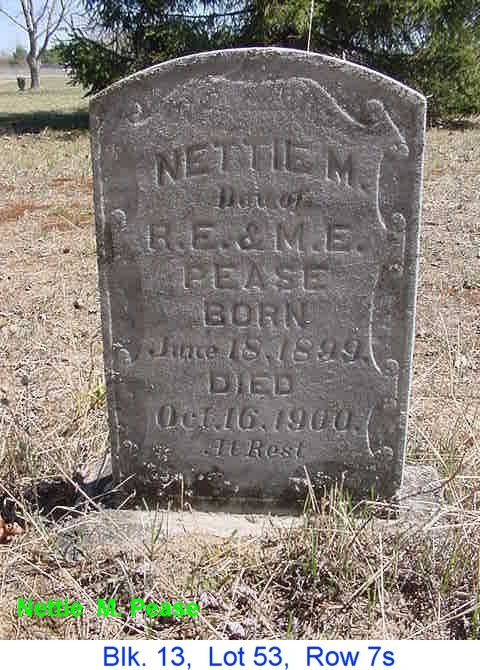 NETTIE M.
Dau. of
R. E. & M. E.
PEASE
BORN
June 18, 1899.
DIED
Oct. 16, 1900.
At Rest
Nettie M. Pease
Blk. 13, Lot 53, Row 7s